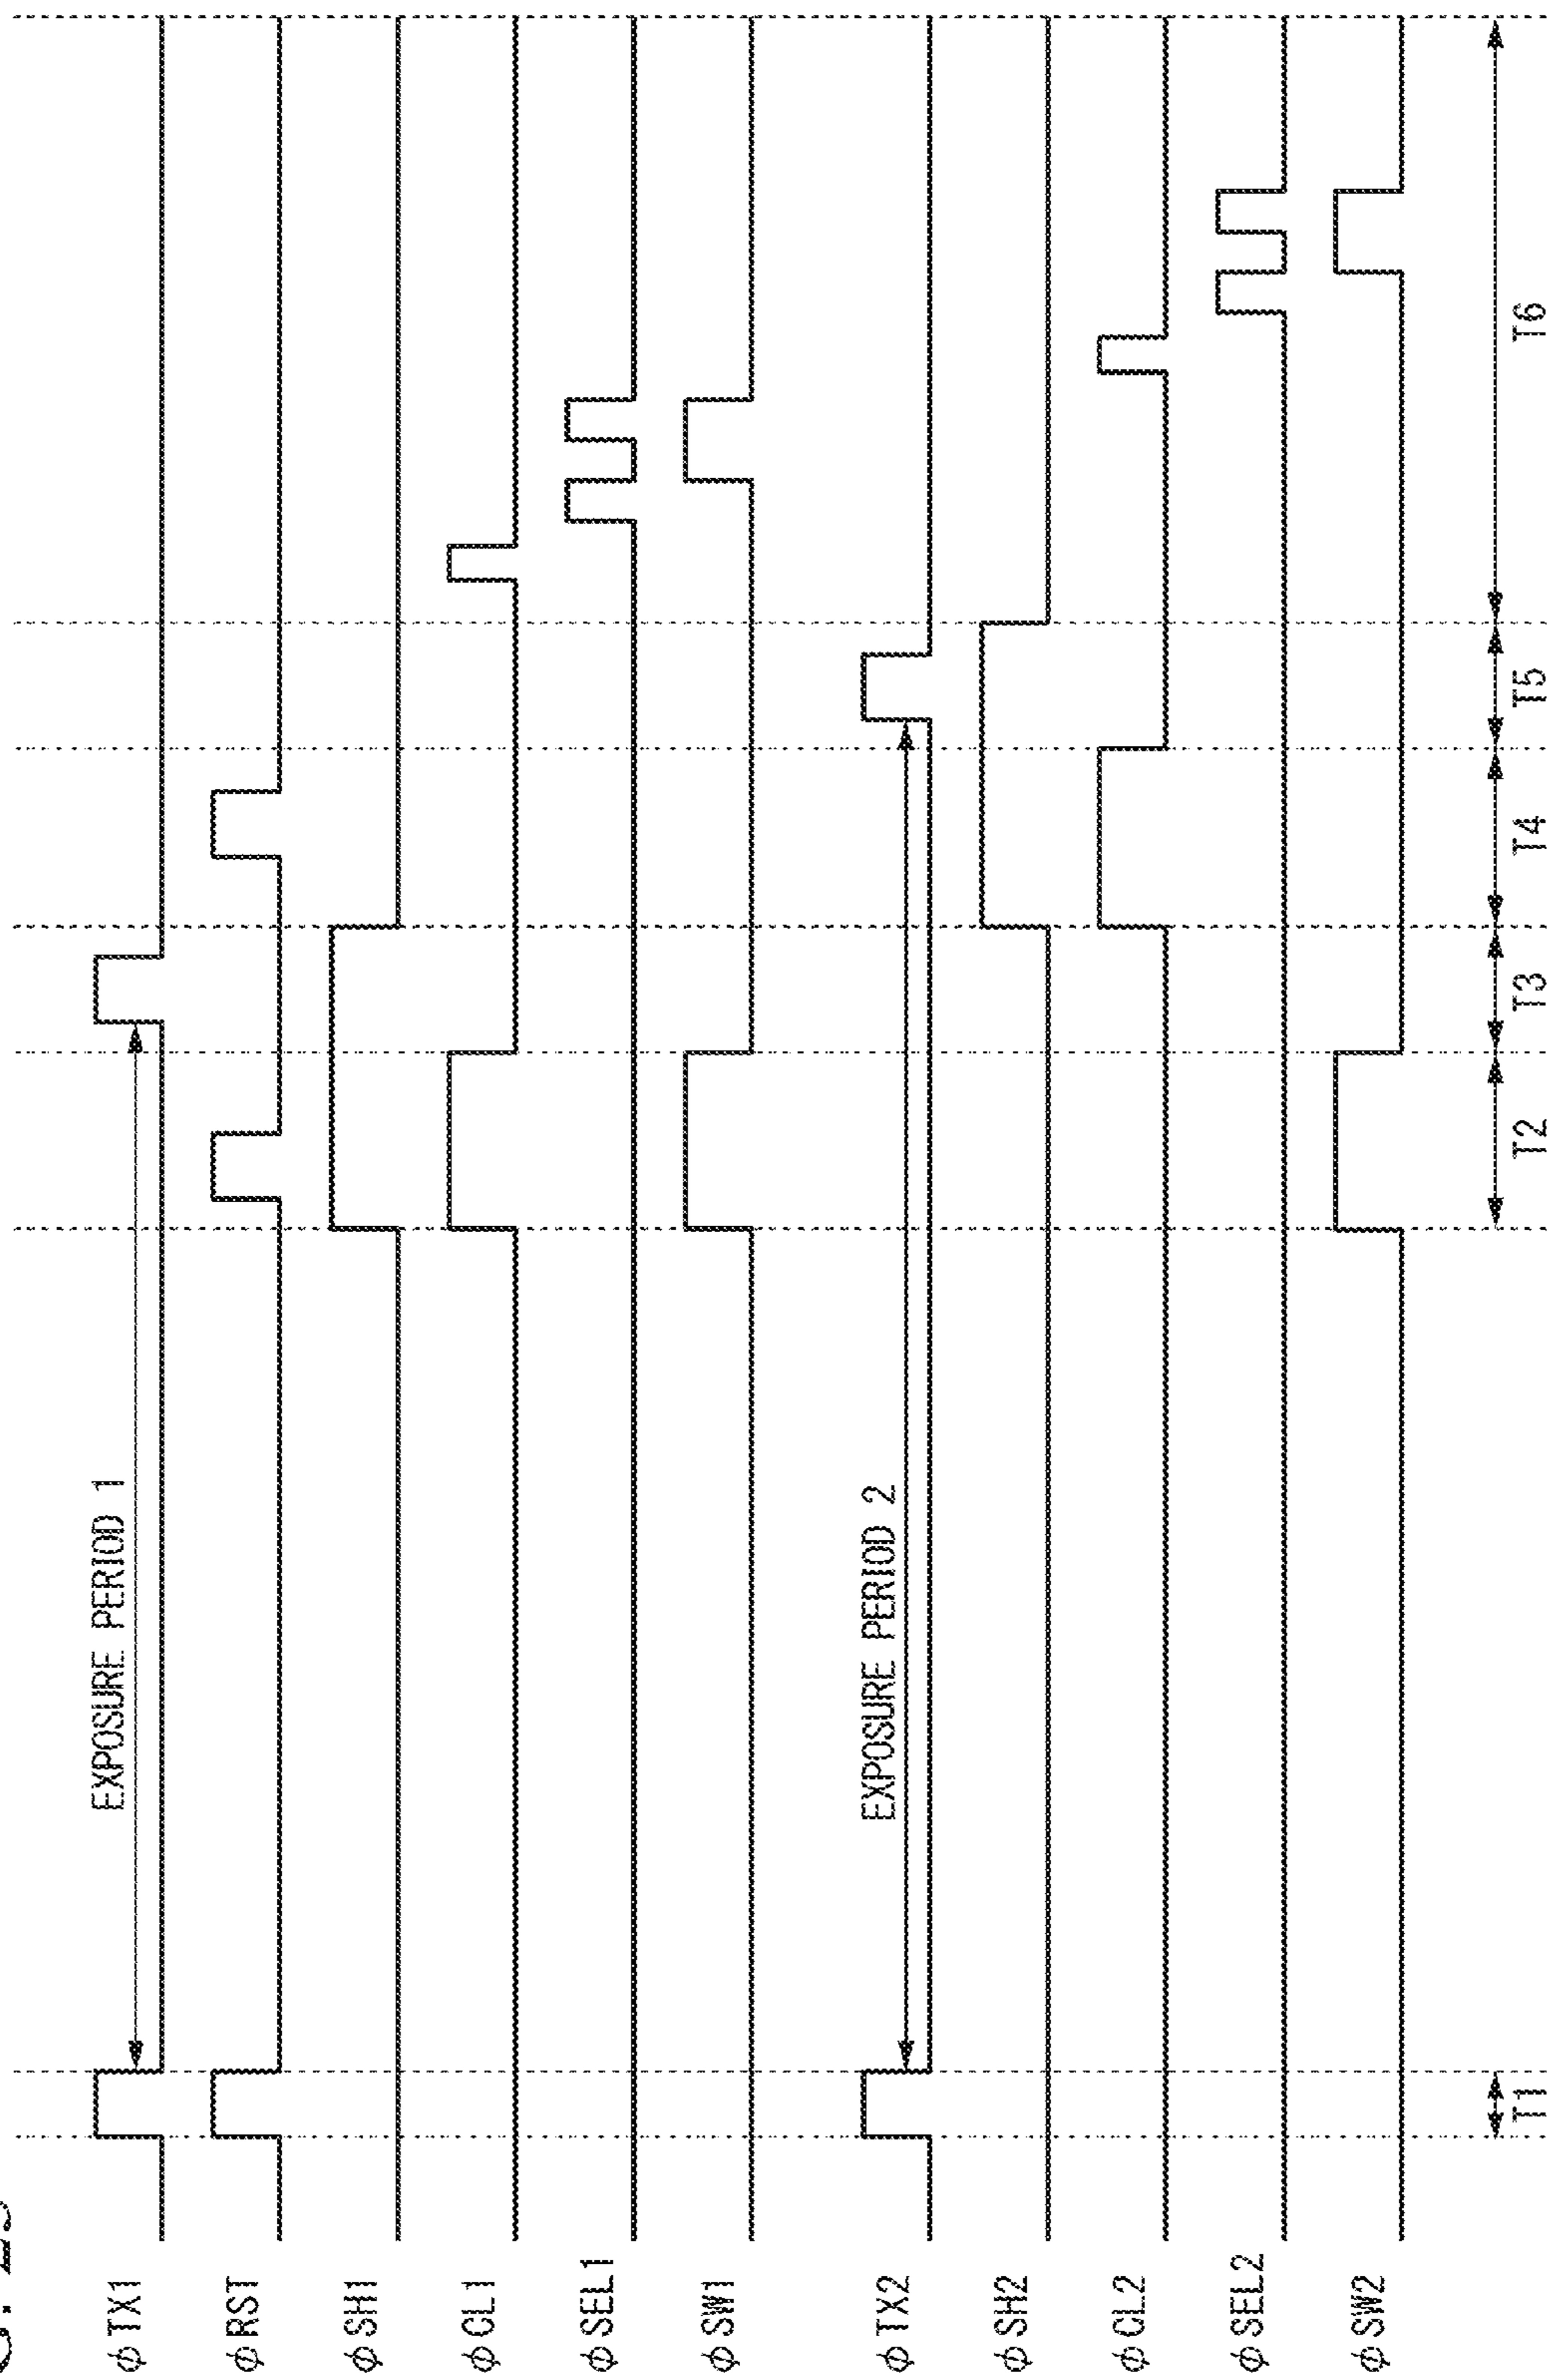 φTX1
EXPOSURE PERIOD 1
φRST
φSH1
φCL1
φSEL1
φSW1
φTX2
EXPOSURE PERIOD 2
φSH2
φCL2
φSEL2
φSW2
T1
T2
T3
T4
T5
T6